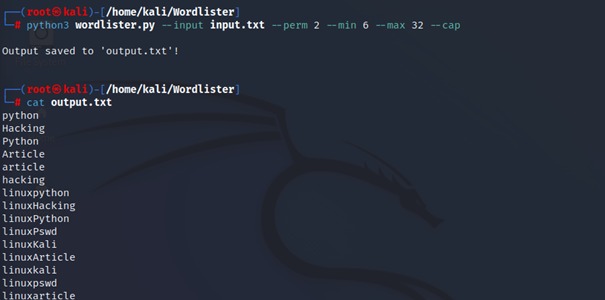 ┌──(root㉿kali)-[/home/kali/Wordlister]
└─# python3 wordlister.py --input input.txt --perm 2 --min 6 --max 32 --cap
Output saved to 'output.txt'!
┌──(root㉿kali)-[/home/kali/Wordlister]
└─# cat output.txt
python
Hacking
Python
Article
article
hacking
linuxpython
linuxHacking
linuxPython
linuxPswd
linuxKali
linuxArticle
linuxkali
linuxpswd
linuxarticle